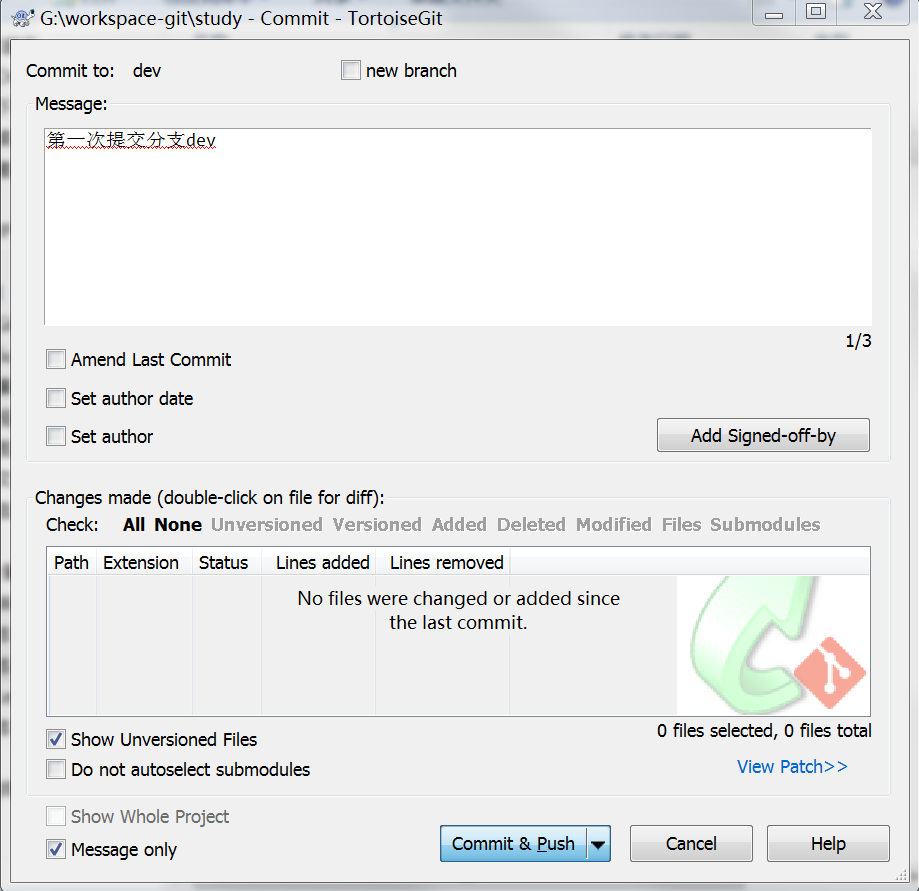 G:\workspace-git\study - Commit - TortoiseGit
Commit to: dev
new branch
Message:
第一次提交分支dev
1/3
Amend Last Commit
Set author date
Set author
Add Signed-off-by
Changes made (double-click on file for diff):
Check: All None Unversioned Versioned Added Deleted Modified Files Submodules
Path Extension Status Lines added Lines removed
No files were changed or added since
the last commit.
0 files selected, 0 files total
Show Unversioned Files
Do not autoselect submodules
View Patch>>
Show Whole Project
Message only
Commit & Push
Cancel
Help